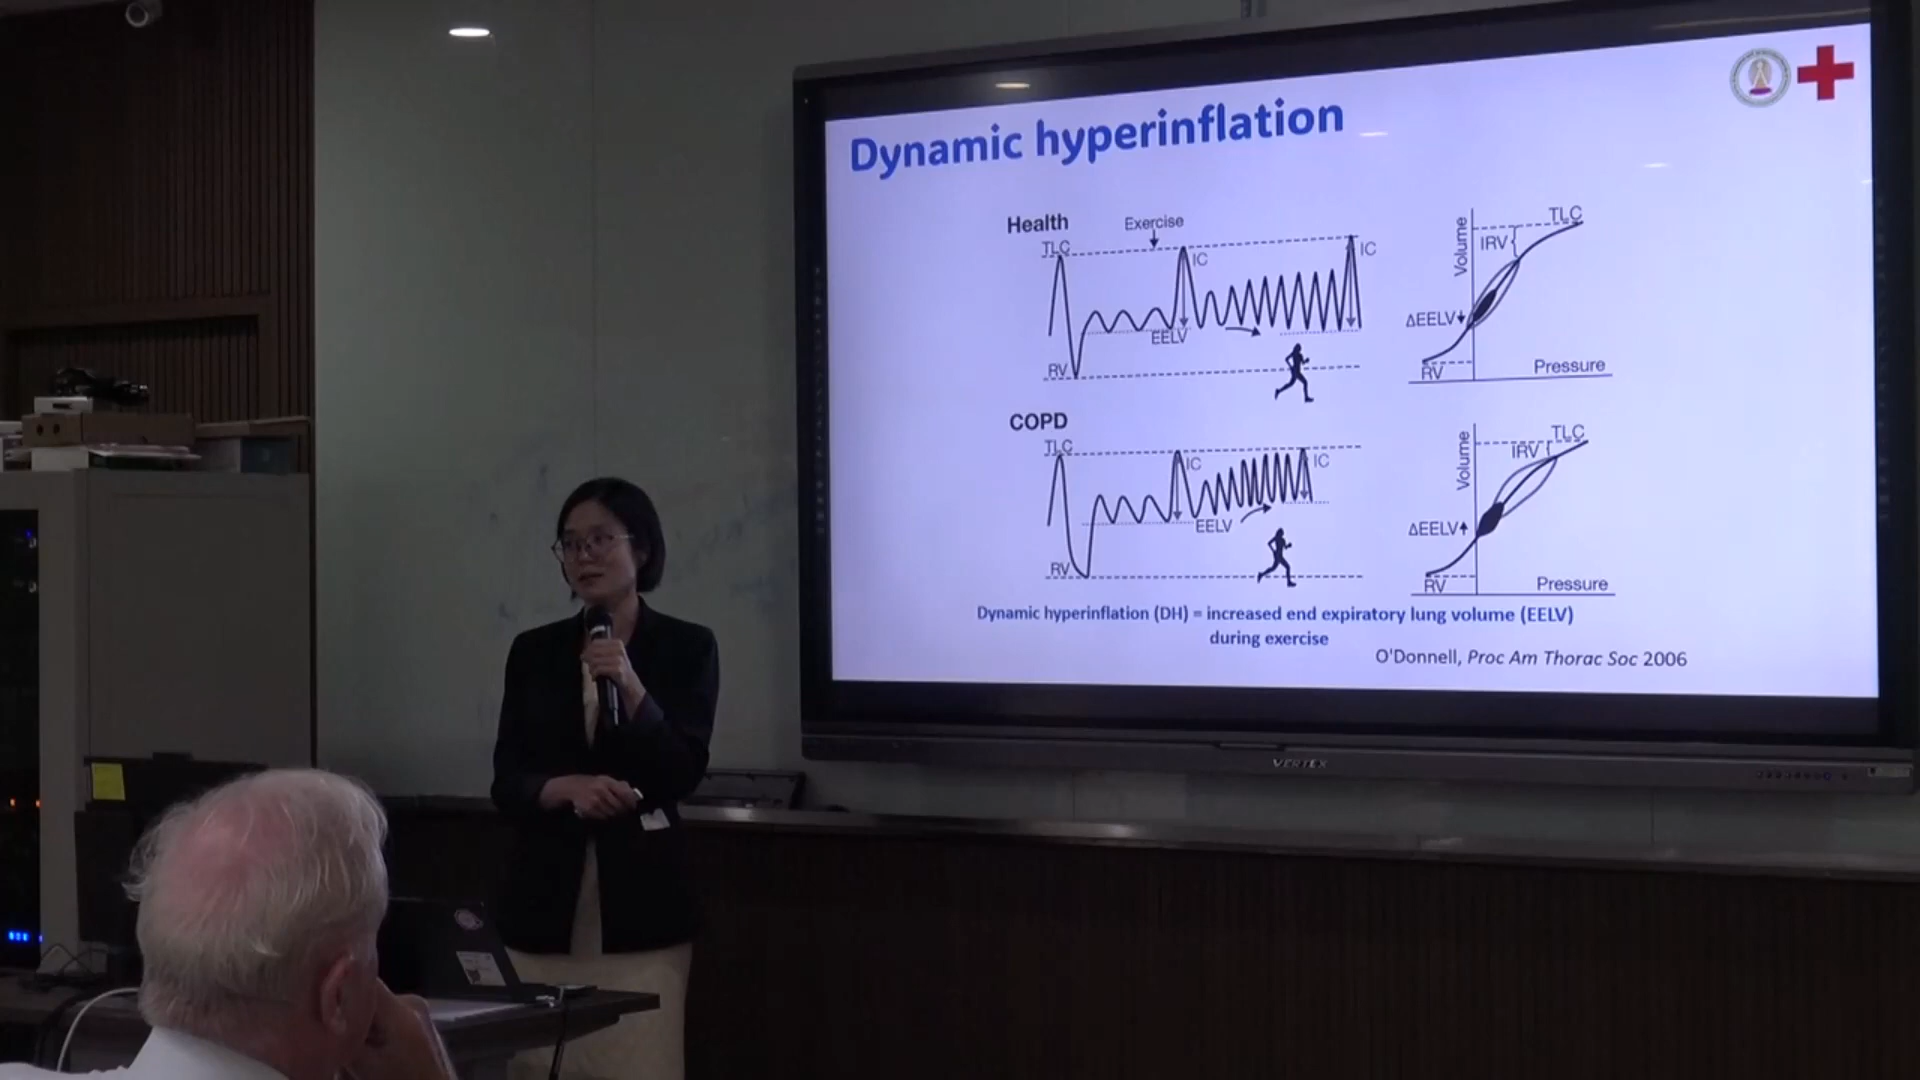 Dynamic hyperinflation
Health
Exercise
TLC
IC
IC
EELV
RV
Volume
TLC
IRV
ΔEELV↓
RV
Pressure
COPD
TLC
IC
IC
EELV
RV
Volume
TLC
IRV
ΔEELV↑
RV
Pressure
Dynamic hyperinflation (DH) = increased end expiratory lung volume (EELV)
during exercise
O'Donnell, Proc Am Thorac Soc 2006
VERTEX